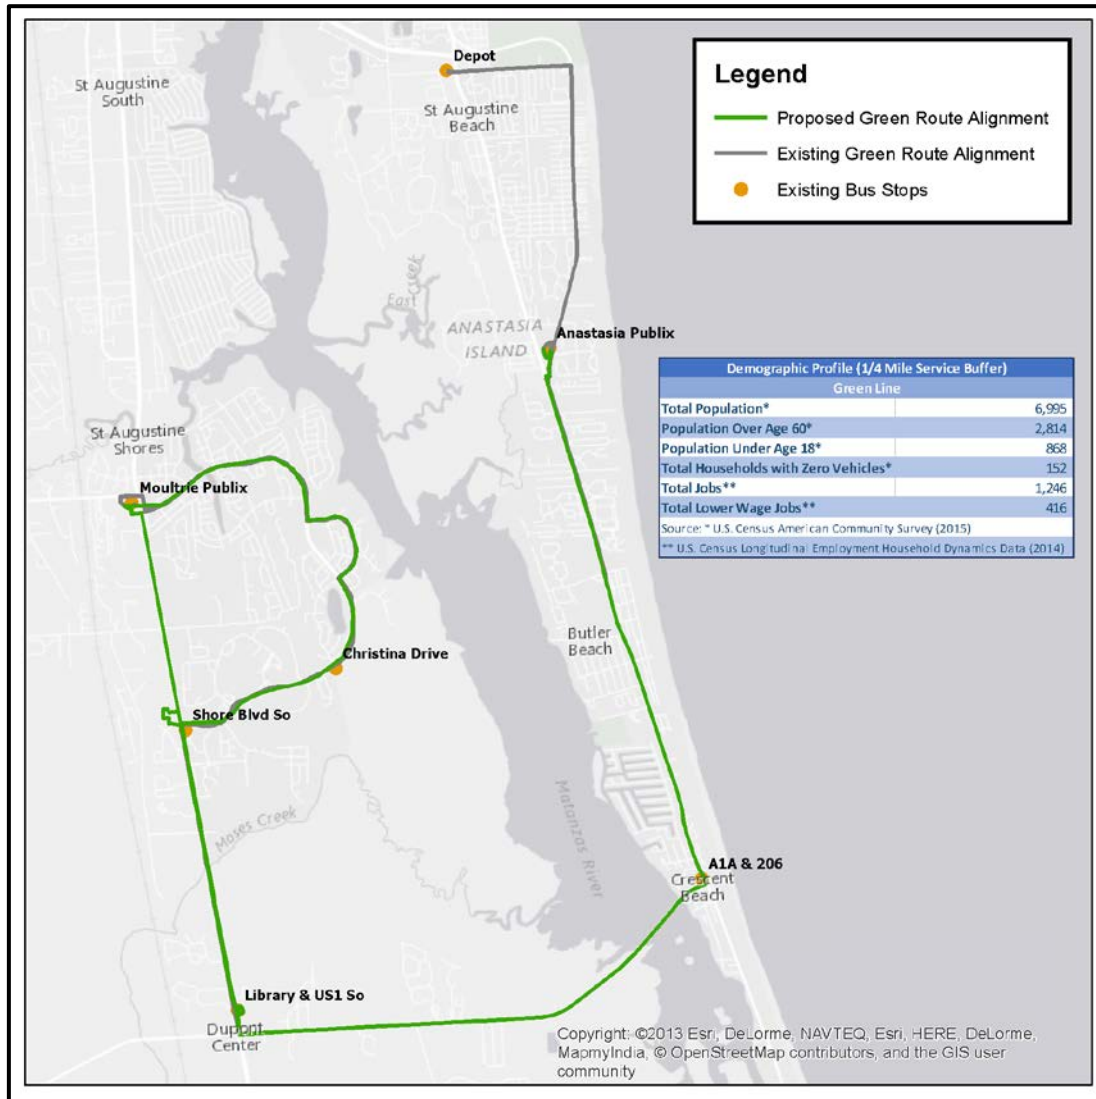 Depot
St Augustine
South
St Augustine
Beach
Legend
Proposed Green Route Alignment
Existing Green Route Alignment
Existing Bus Stops
East Creek
ANASTASIA
ISLAND
Anastasia Publix
Demographic Profile (1/4 Mile Service Buffer)
Green Line
Total Population* 6,995
Population Over Age 60* 2,814
Population Under Age 18* 868
Total Households with Zero Vehicles* 152
Total Jobs** 1,246
Total Lower Wage Jobs** 416
Source: * U.S. Census American Community Survey (2015)
** U.S. Census Longitudinal Employment Household Dynamics Data (2014)
St Augustine
Shores
Moultrie Publix
Butler
Beach
Christina Drive
Shore Blvd So
Moses Creek
Matanzas River
A1A & 206
Crescent
Beach
Library & US1 So
Dupont
Center
Copyright: ©2013 Esri, DeLorme, NAVTEQ, Esri, HERE, DeLorme,
MapmyIndia, © OpenStreetMap contributors, and the GIS user
community